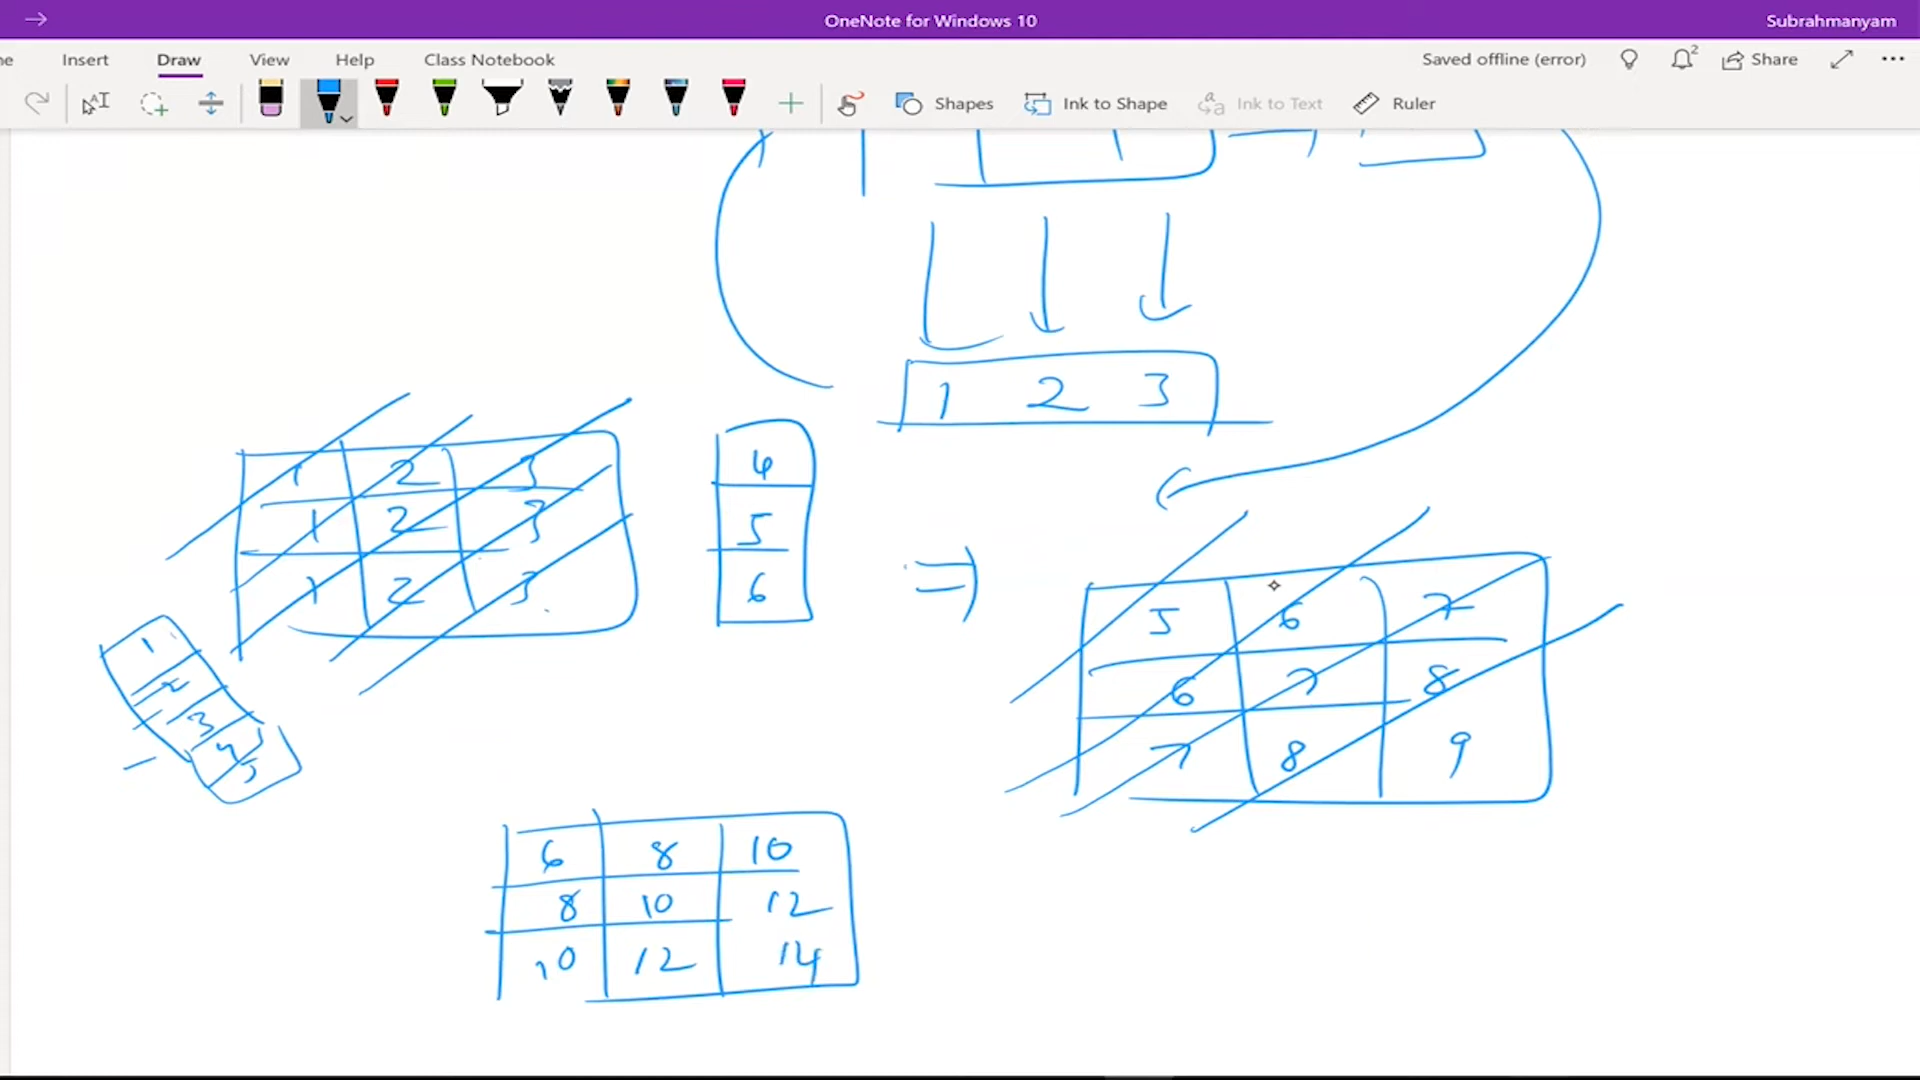 OneNote for Windows 10
Subrahmanyam
Insert Draw View Help Class Notebook
Saved offline (error) 2 Share
Shapes Ink to Shape Ink to Text Ruler
1 2 3
1 2 3
1 2 3
1 2 3
4
5
6
⇒
5 6 7
6 7 8
7 8 9
1
2
3
4
5
6 8 10
8 10 12
10 12 14